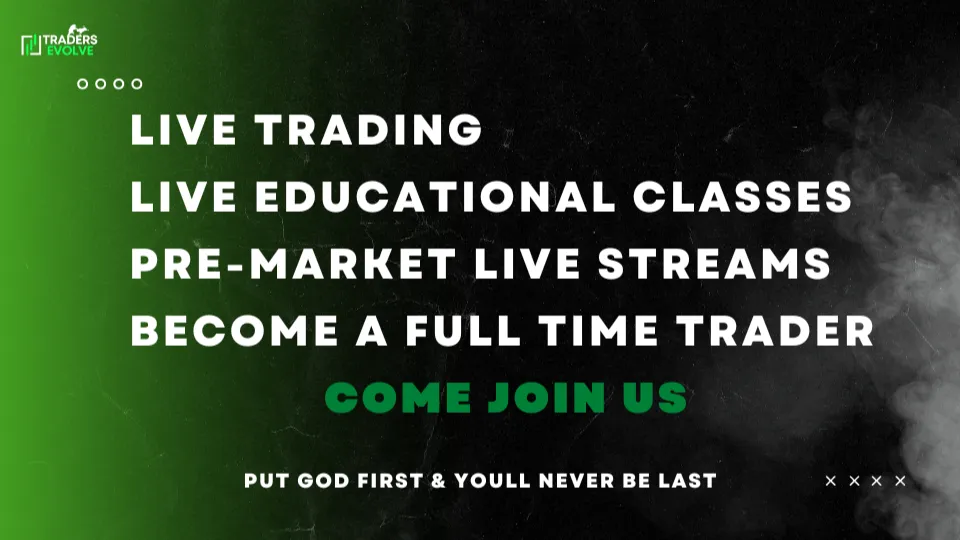 TRADERS
EVOLVE
LIVE TRADING
LIVE EDUCATIONAL CLASSES
PRE-MARKET LIVE STREAMS
BECOME A FULL TIME TRADER
COME JOIN US
PUT GOD FIRST & YOULL NEVER BE LAST